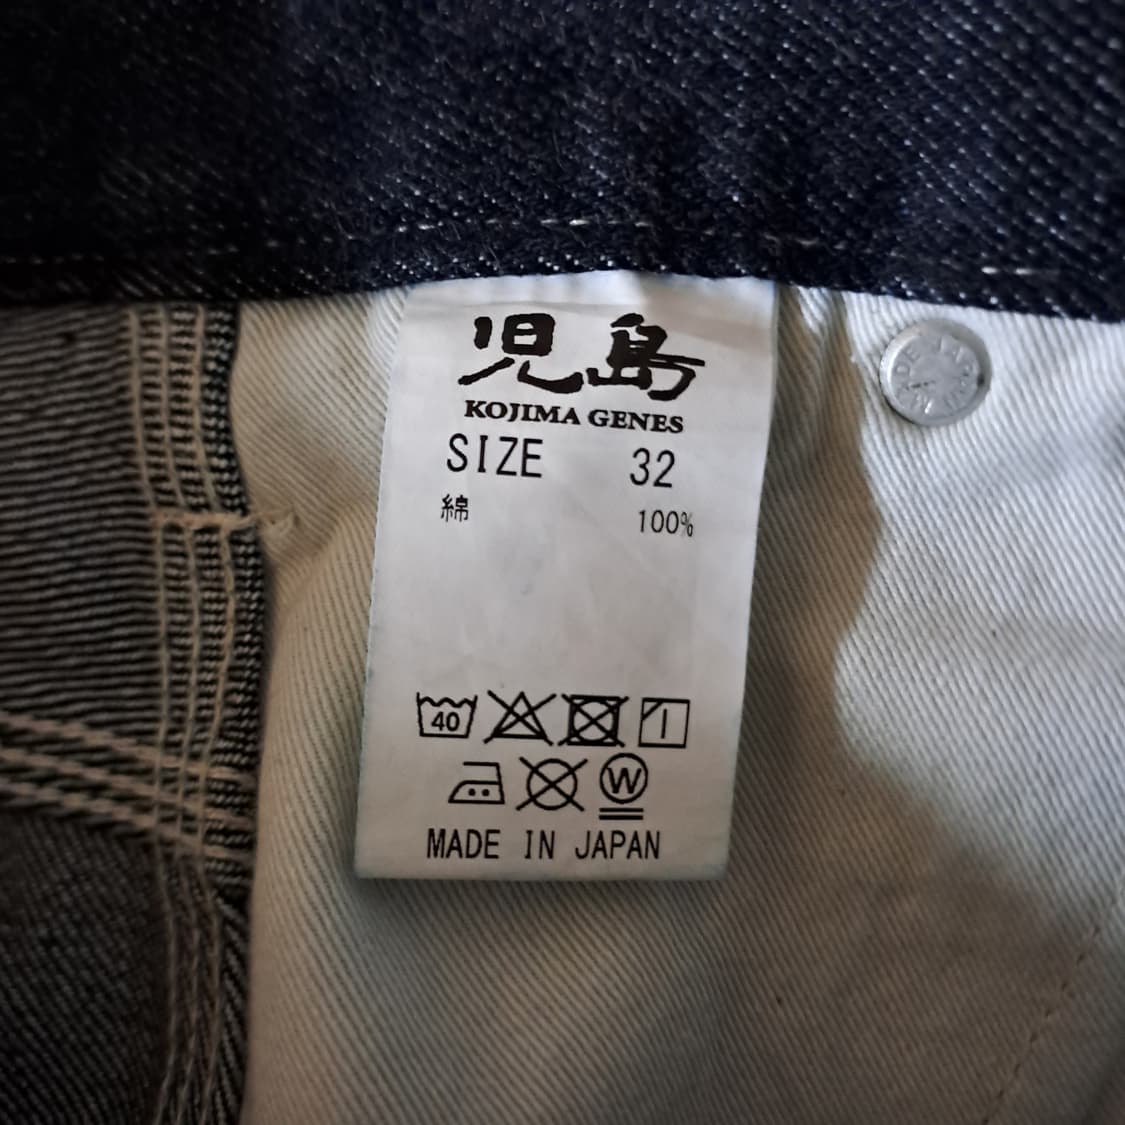 児島
KOJIMA GENES
SIZE 32
綿 100%
40
W
MADE IN JAPAN